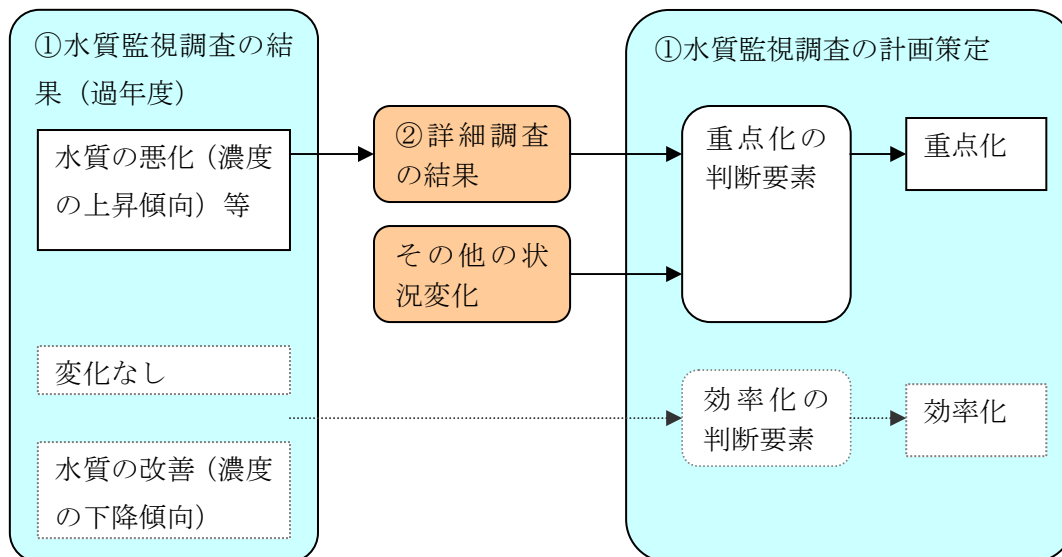 ①水質監視調査の結
果（過年度）
水質の悪化（濃度
の上昇傾向）等
変化なし
水質の改善（濃度
の下降傾向）
②詳細調査
の結果
その他の状
況変化
①水質監視調査の計画策定
重点化の
判断要素
重点化
効率化の
判断要素
効率化